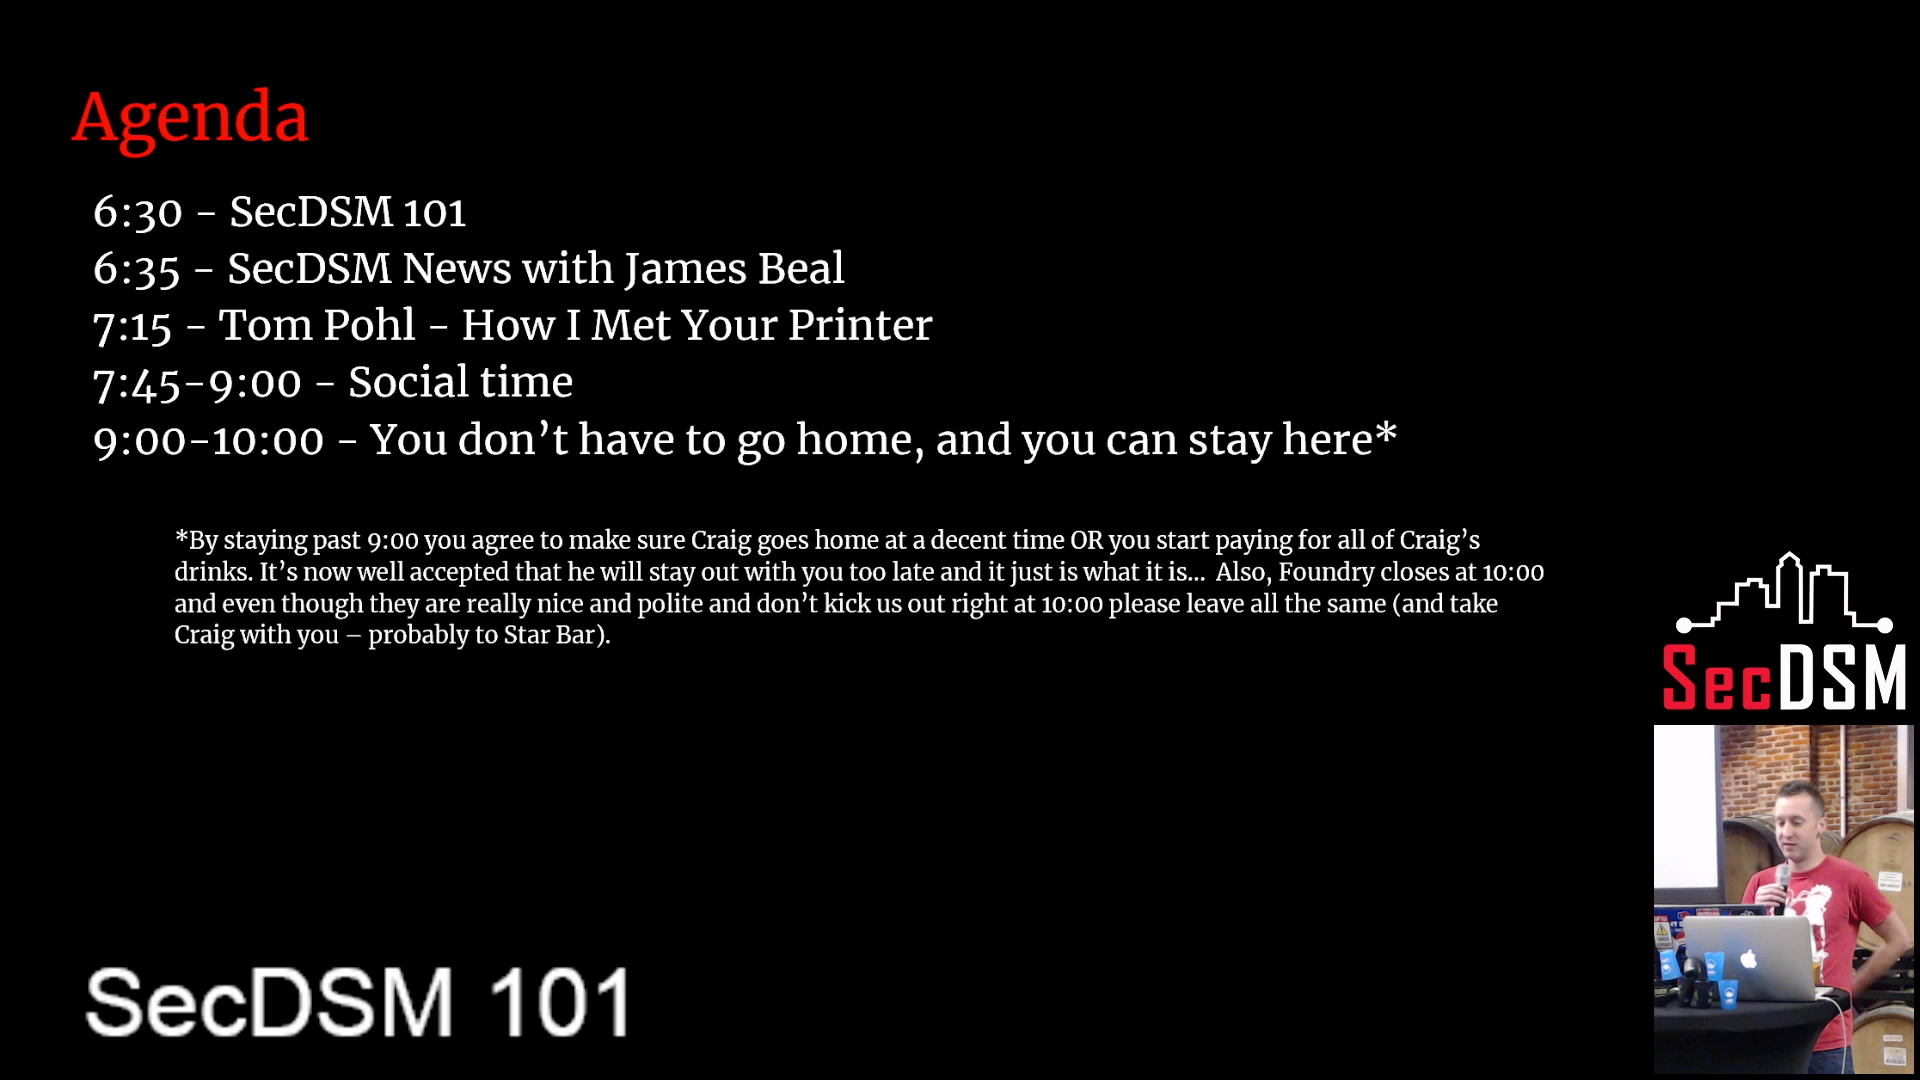 Agenda
6:30 - SecDSM 101
6:35 - SecDSM News with James Beal
7:15 - Tom Pohl - How I Met Your Printer
7:45-9:00 - Social time
9:00-10:00 - You don’t have to go home, and you can stay here*
*By staying past 9:00 you agree to make sure Craig goes home at a decent time OR you start paying for all of Craig’s
drinks. It’s now well accepted that he will stay out with you too late and it just is what it is... Also, Foundry closes at 10:00
and even though they are really nice and polite and don’t kick us out right at 10:00 please leave all the same (and take
Craig with you – probably to Star Bar).
SecDSM
SecDSM 101